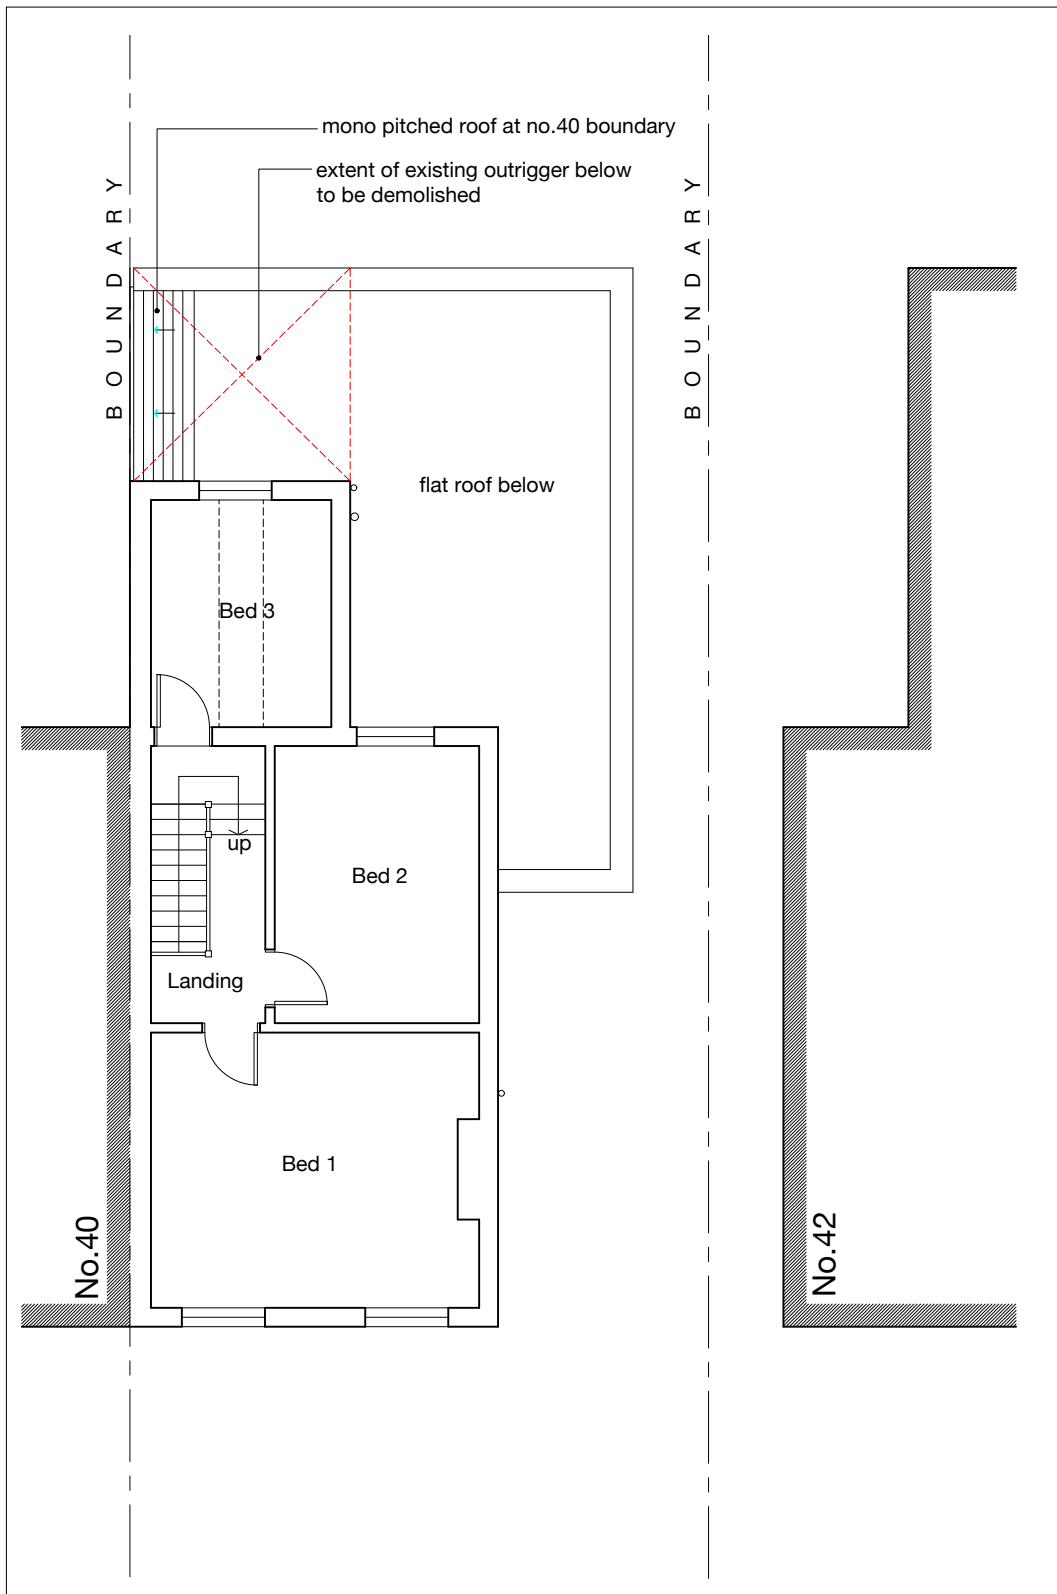 mono pitched roof at no.40 boundary
extent of existing outrigger below
to be demolished
BOUNDARY
BOUNDARY
flat roof below
Bed 3
up
Bed 2
Landing
Bed 1
No.40
No.42